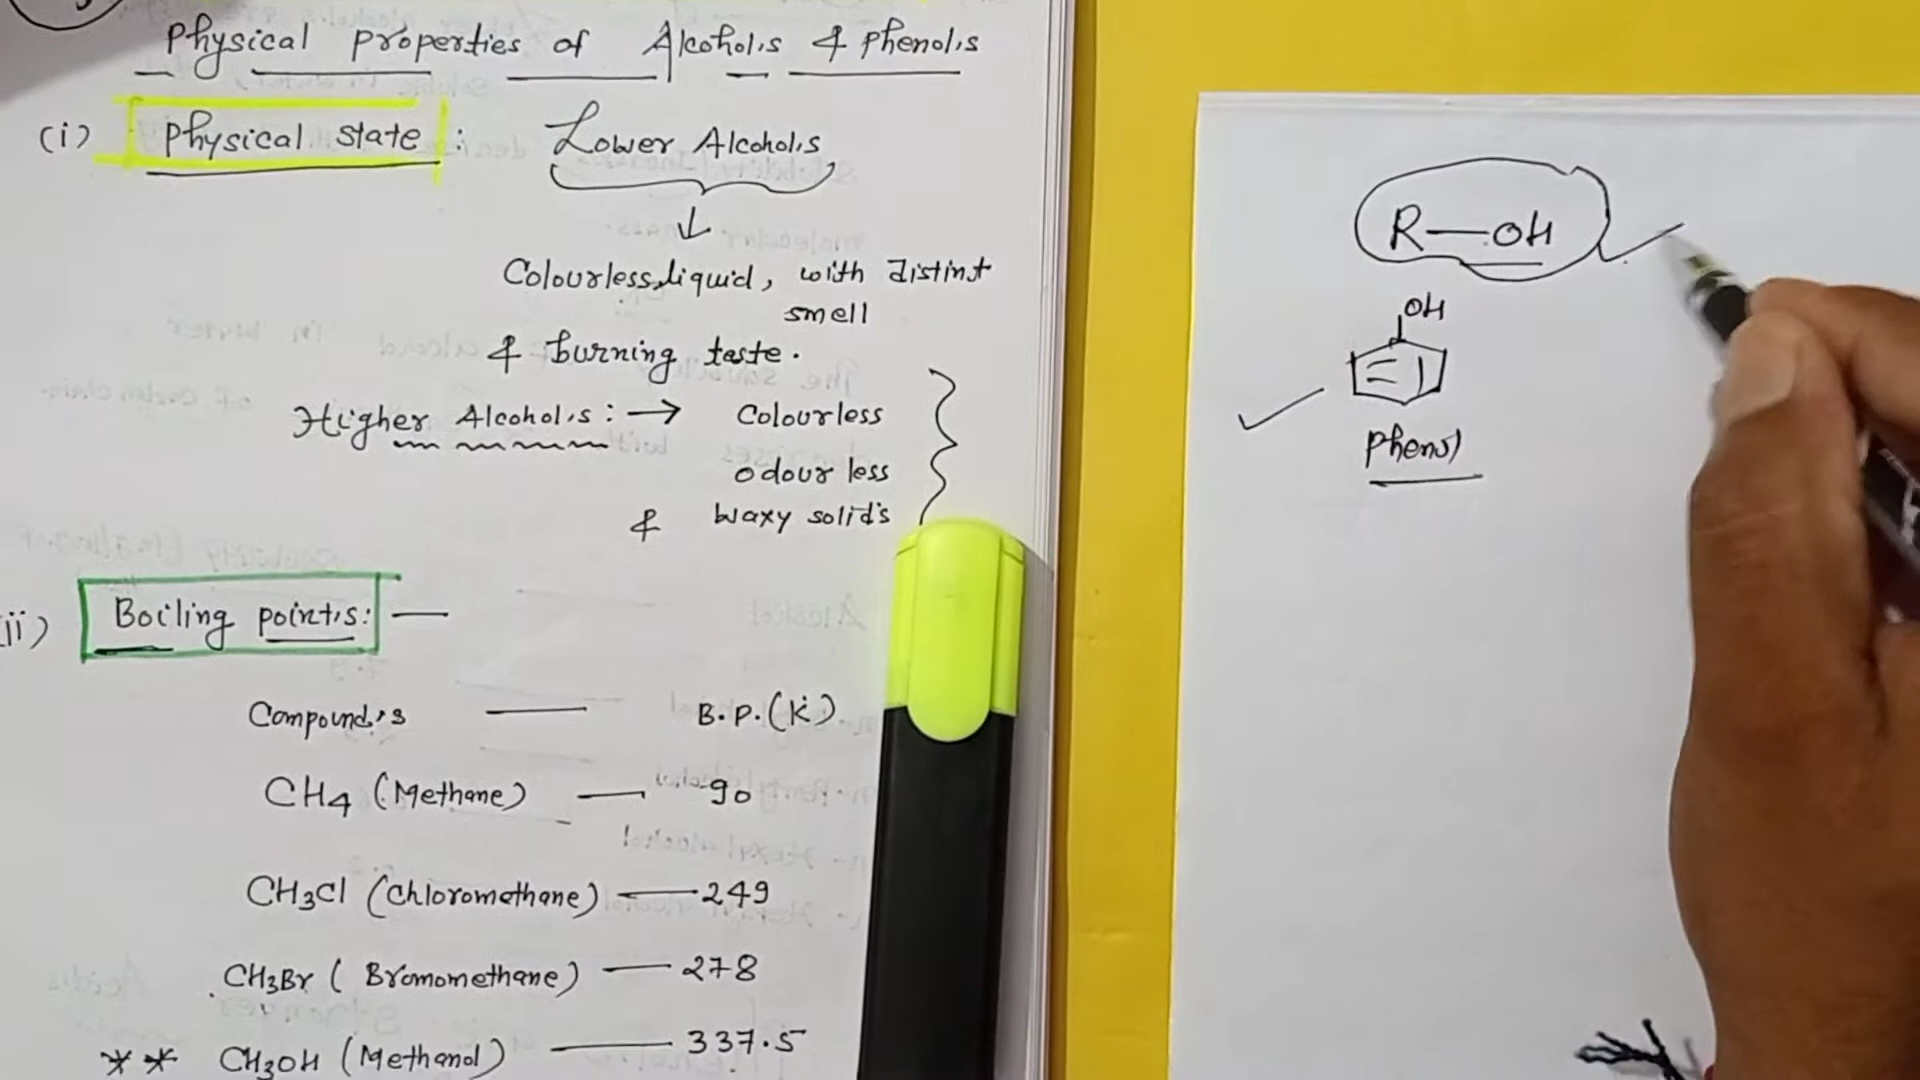 Physical properties of Alcohols & phenols
(i) Physical state : Lower Alcohols
Colourless liquid, with distinct
smell
& burning taste.
Higher Alcohols : → Colourless
odourless
& waxy solids
(ii) Boiling points: —
Compounds — B.P.(K)
CH4 (Methane) — 90
CH3Cl (Chloromethane) — 249
CH3Br ( Bromomethane) — 278
** CH3OH (Methanol) — 337.5
R—OH
OH
Phenol